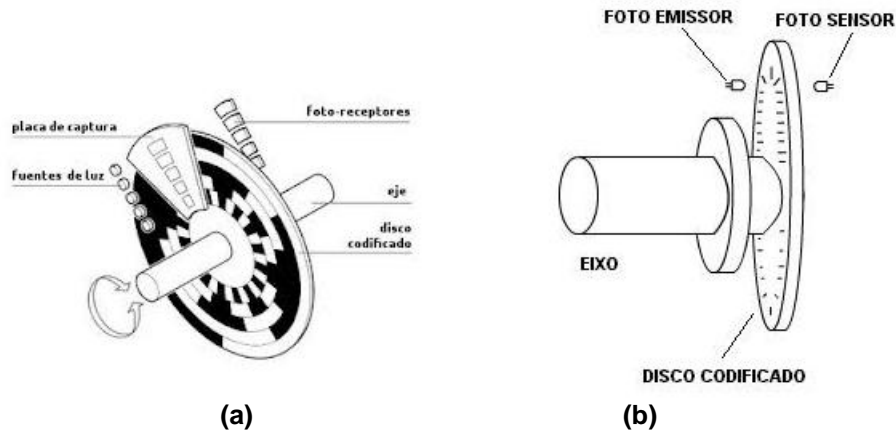 placa de captura
fuentes de luz
foto-receptores
eje
disco
codificado
(a)
FOTO EMISSOR
FOTO SENSOR
EIXO
DISCO CODIFICADO
(b)